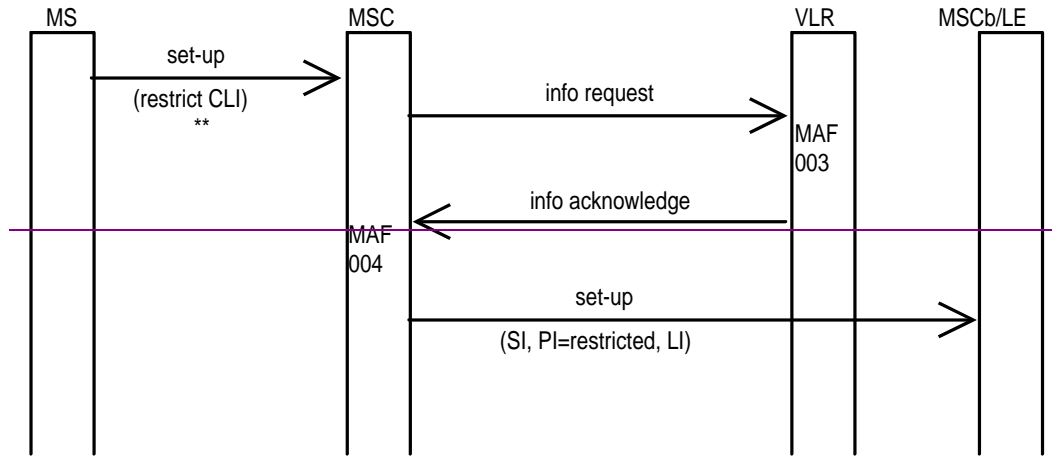 MS MSC VLR MSCb/LE
set-up
(restrict CLI)
**
info request
MAF
003
info acknowledge
MAF
004
set-up
(SI, PI=restricted, LI)